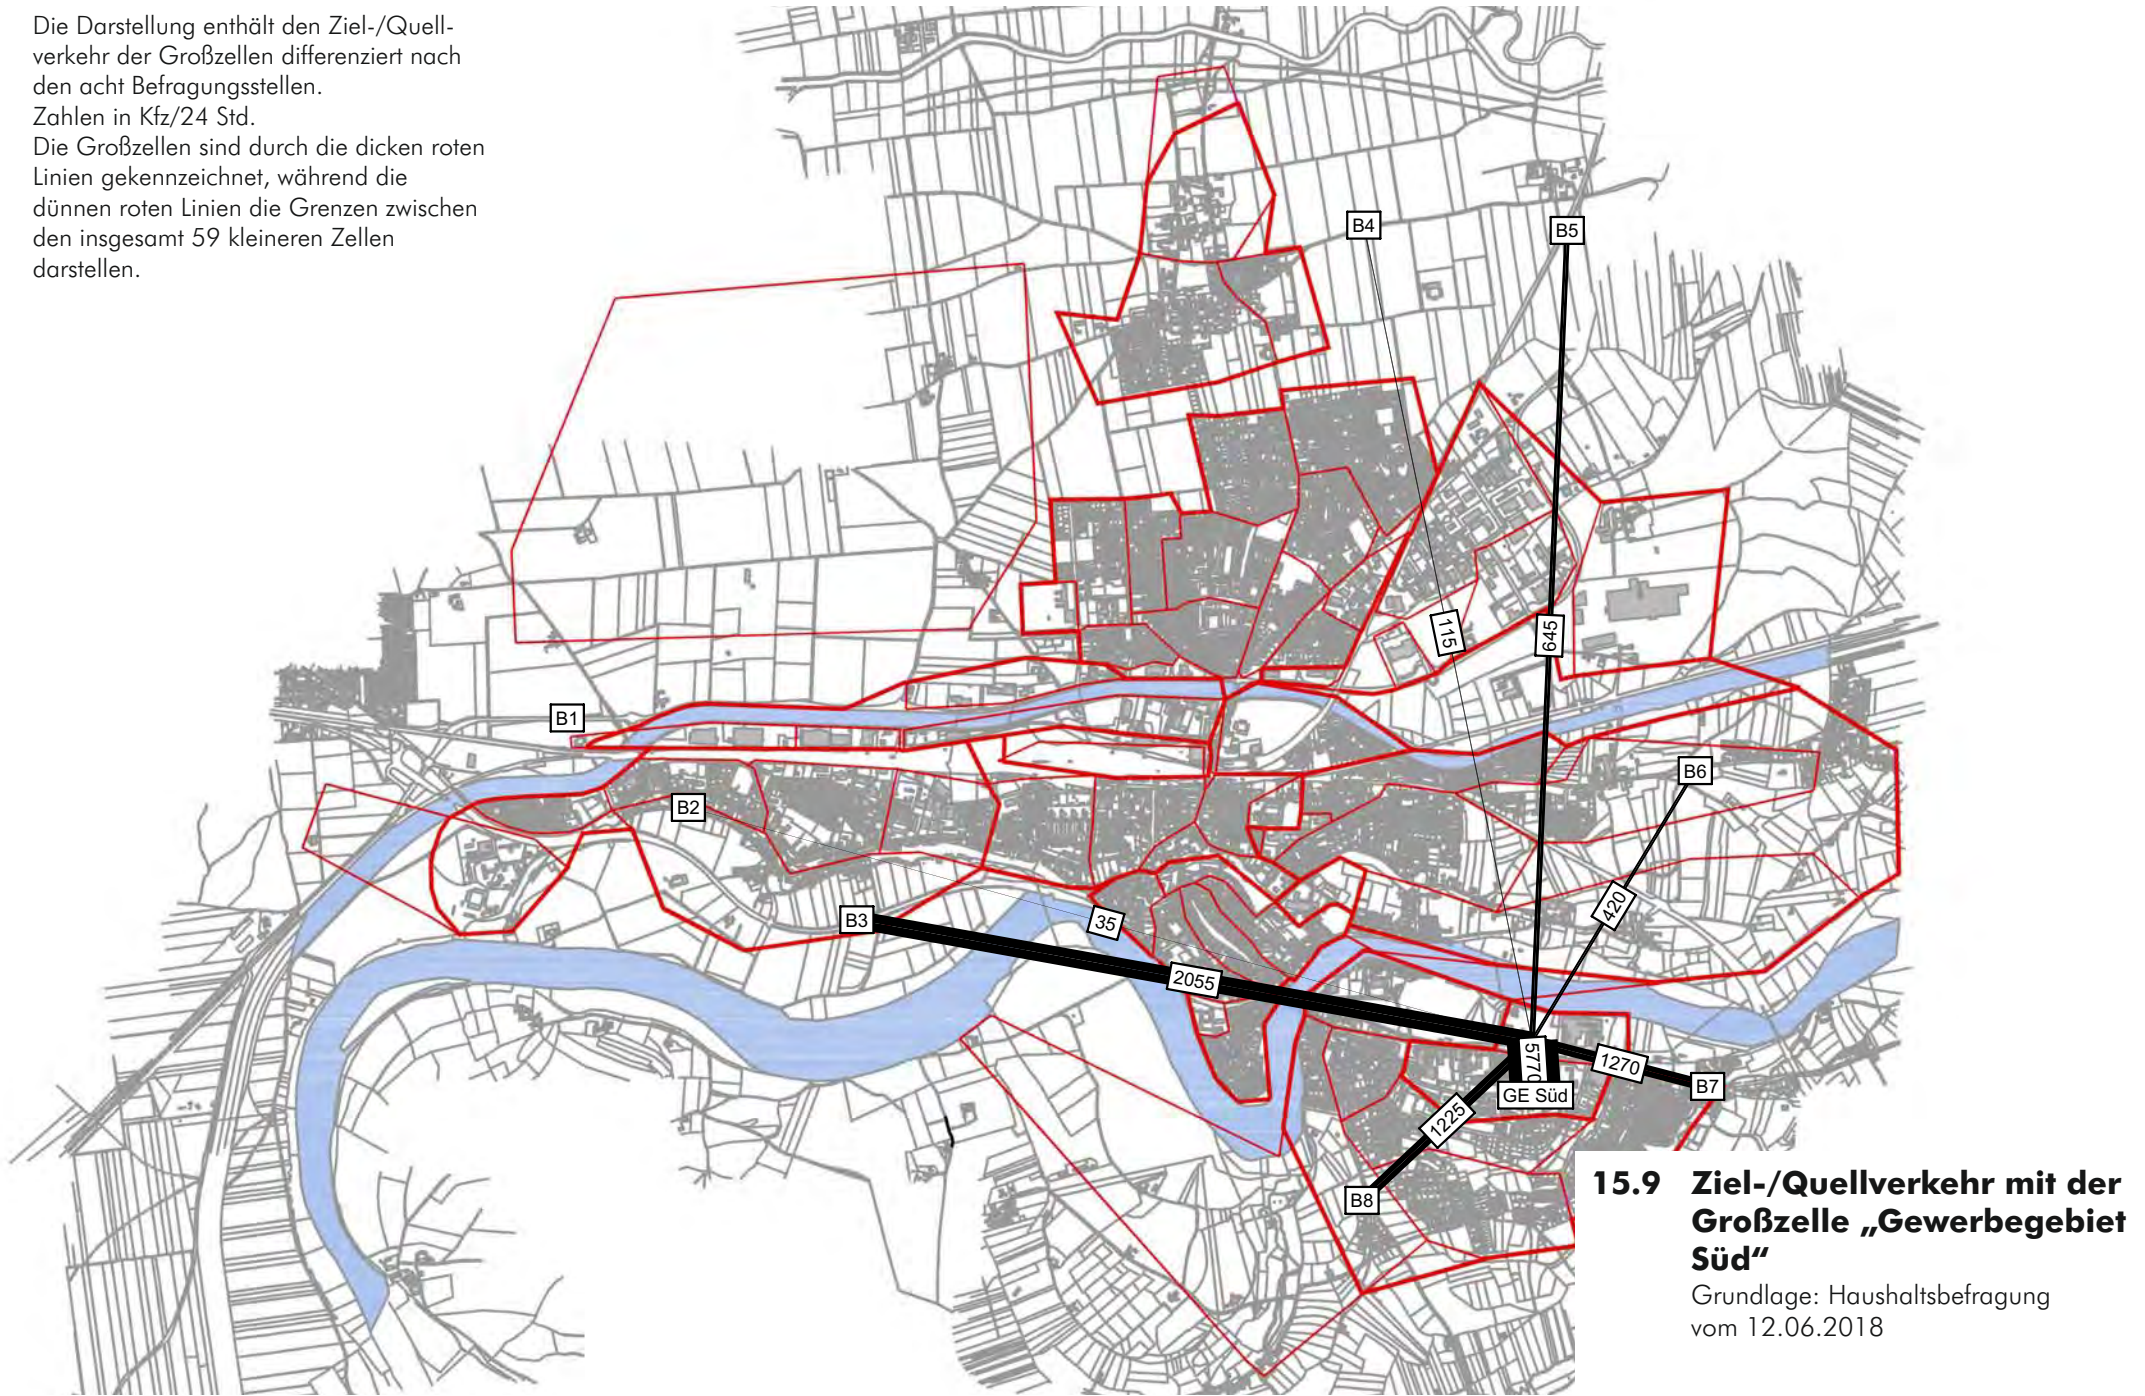 Die Darstellung enthält den Ziel-/Quell-
verkehr der Großzellen differenziert nach
den acht Befragungsstellen.
Zahlen in Kfz/24 Std.
Die Großzellen sind durch die dicken roten
Linien gekennzeichnet, während die
dünnen roten Linien die Grenzen zwischen
den insgesamt 59 kleineren Zellen
darstellen.
B4
B5
115
645
B1
B6
B2
420
B3
35
2055
5770
1270
B7
GE Süd
1225
B8
15.9 Ziel-/Quellverkehr mit der
Großzelle „Gewerbegebiet
Süd“
Grundlage: Haushaltsbefragung
vom 12.06.2018